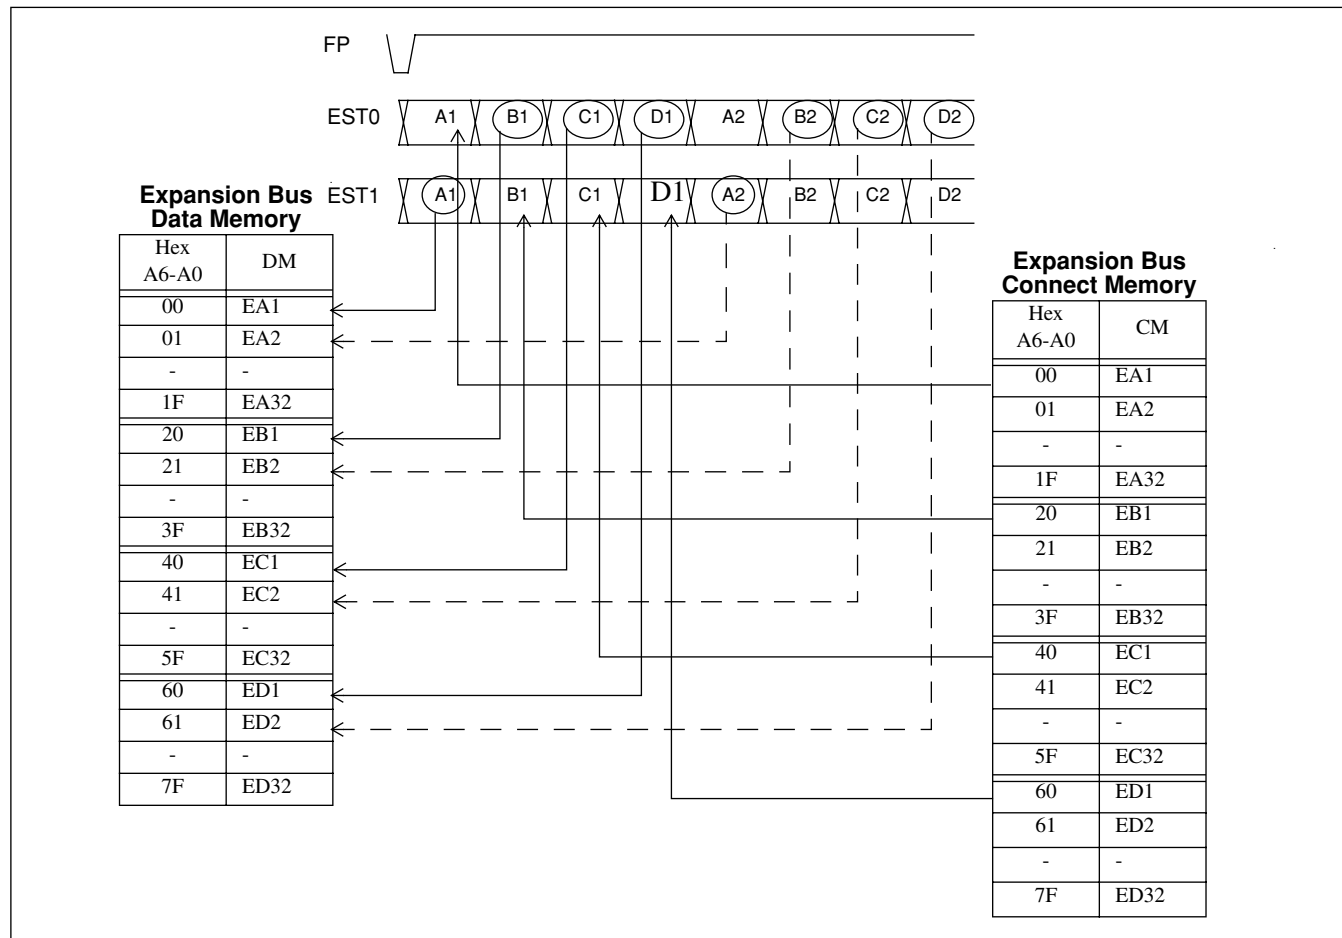 FP
EST0 A1 B1 C1 D1 A2 B2 C2 D2
EST1 A1 B1 C1 D1 A2 B2 C2 D2
Expansion Bus
Data Memory
Hex
A6-A0 DM
00 EA1
01 EA2
- -
1F EA32
20 EB1
21 EB2
- -
3F EB32
40 EC1
41 EC2
- -
5F EC32
60 ED1
61 ED2
- -
7F ED32
Expansion Bus
Connect Memory
Hex
A6-A0 CM
00 EA1
01 EA2
- -
1F EA32
20 EB1
21 EB2
- -
3F EB32
40 EC1
41 EC2
- -
5F EC32
60 ED1
61 ED2
- -
7F ED32